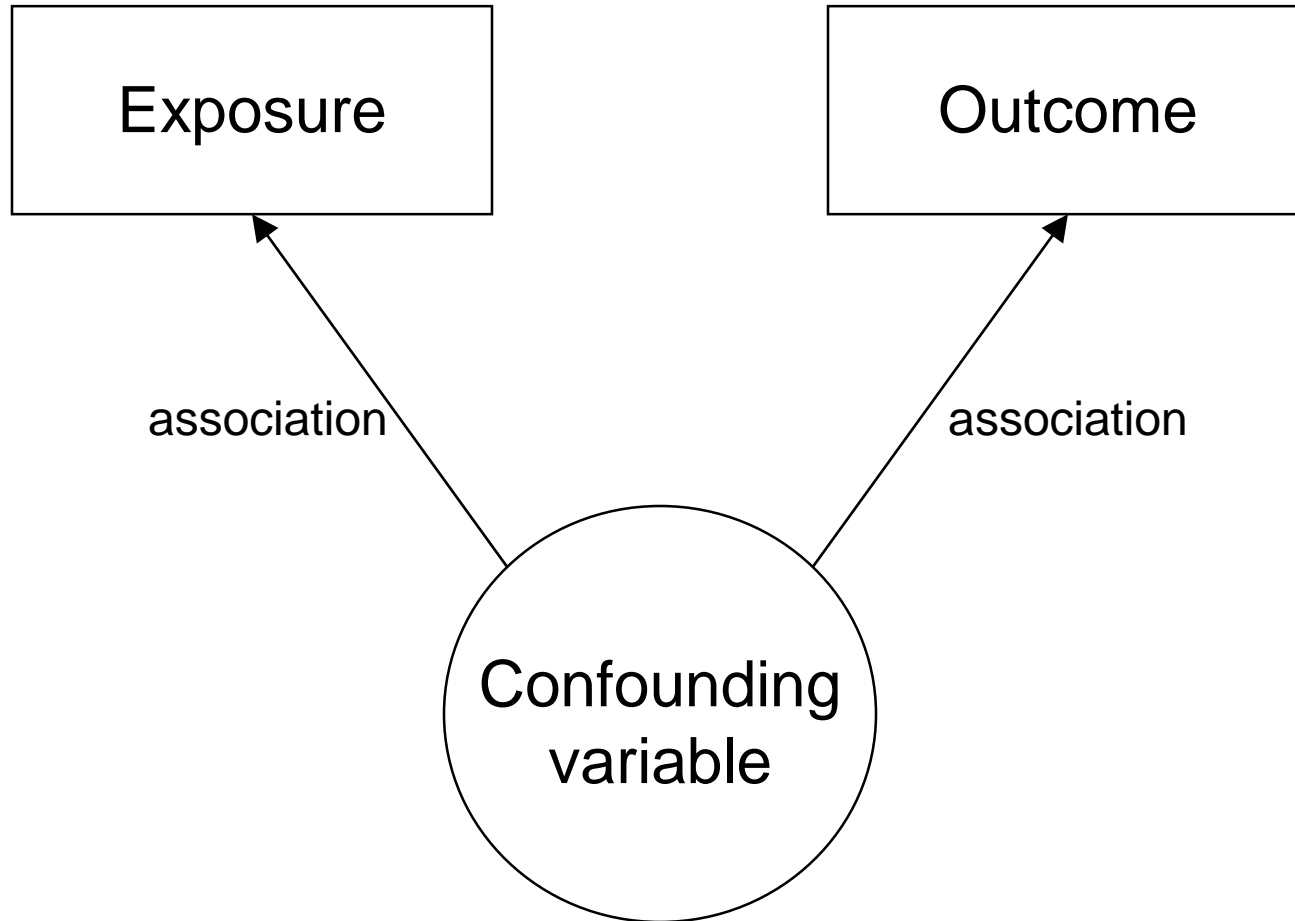 Exposure
Outcome
association
association
Confounding
variable